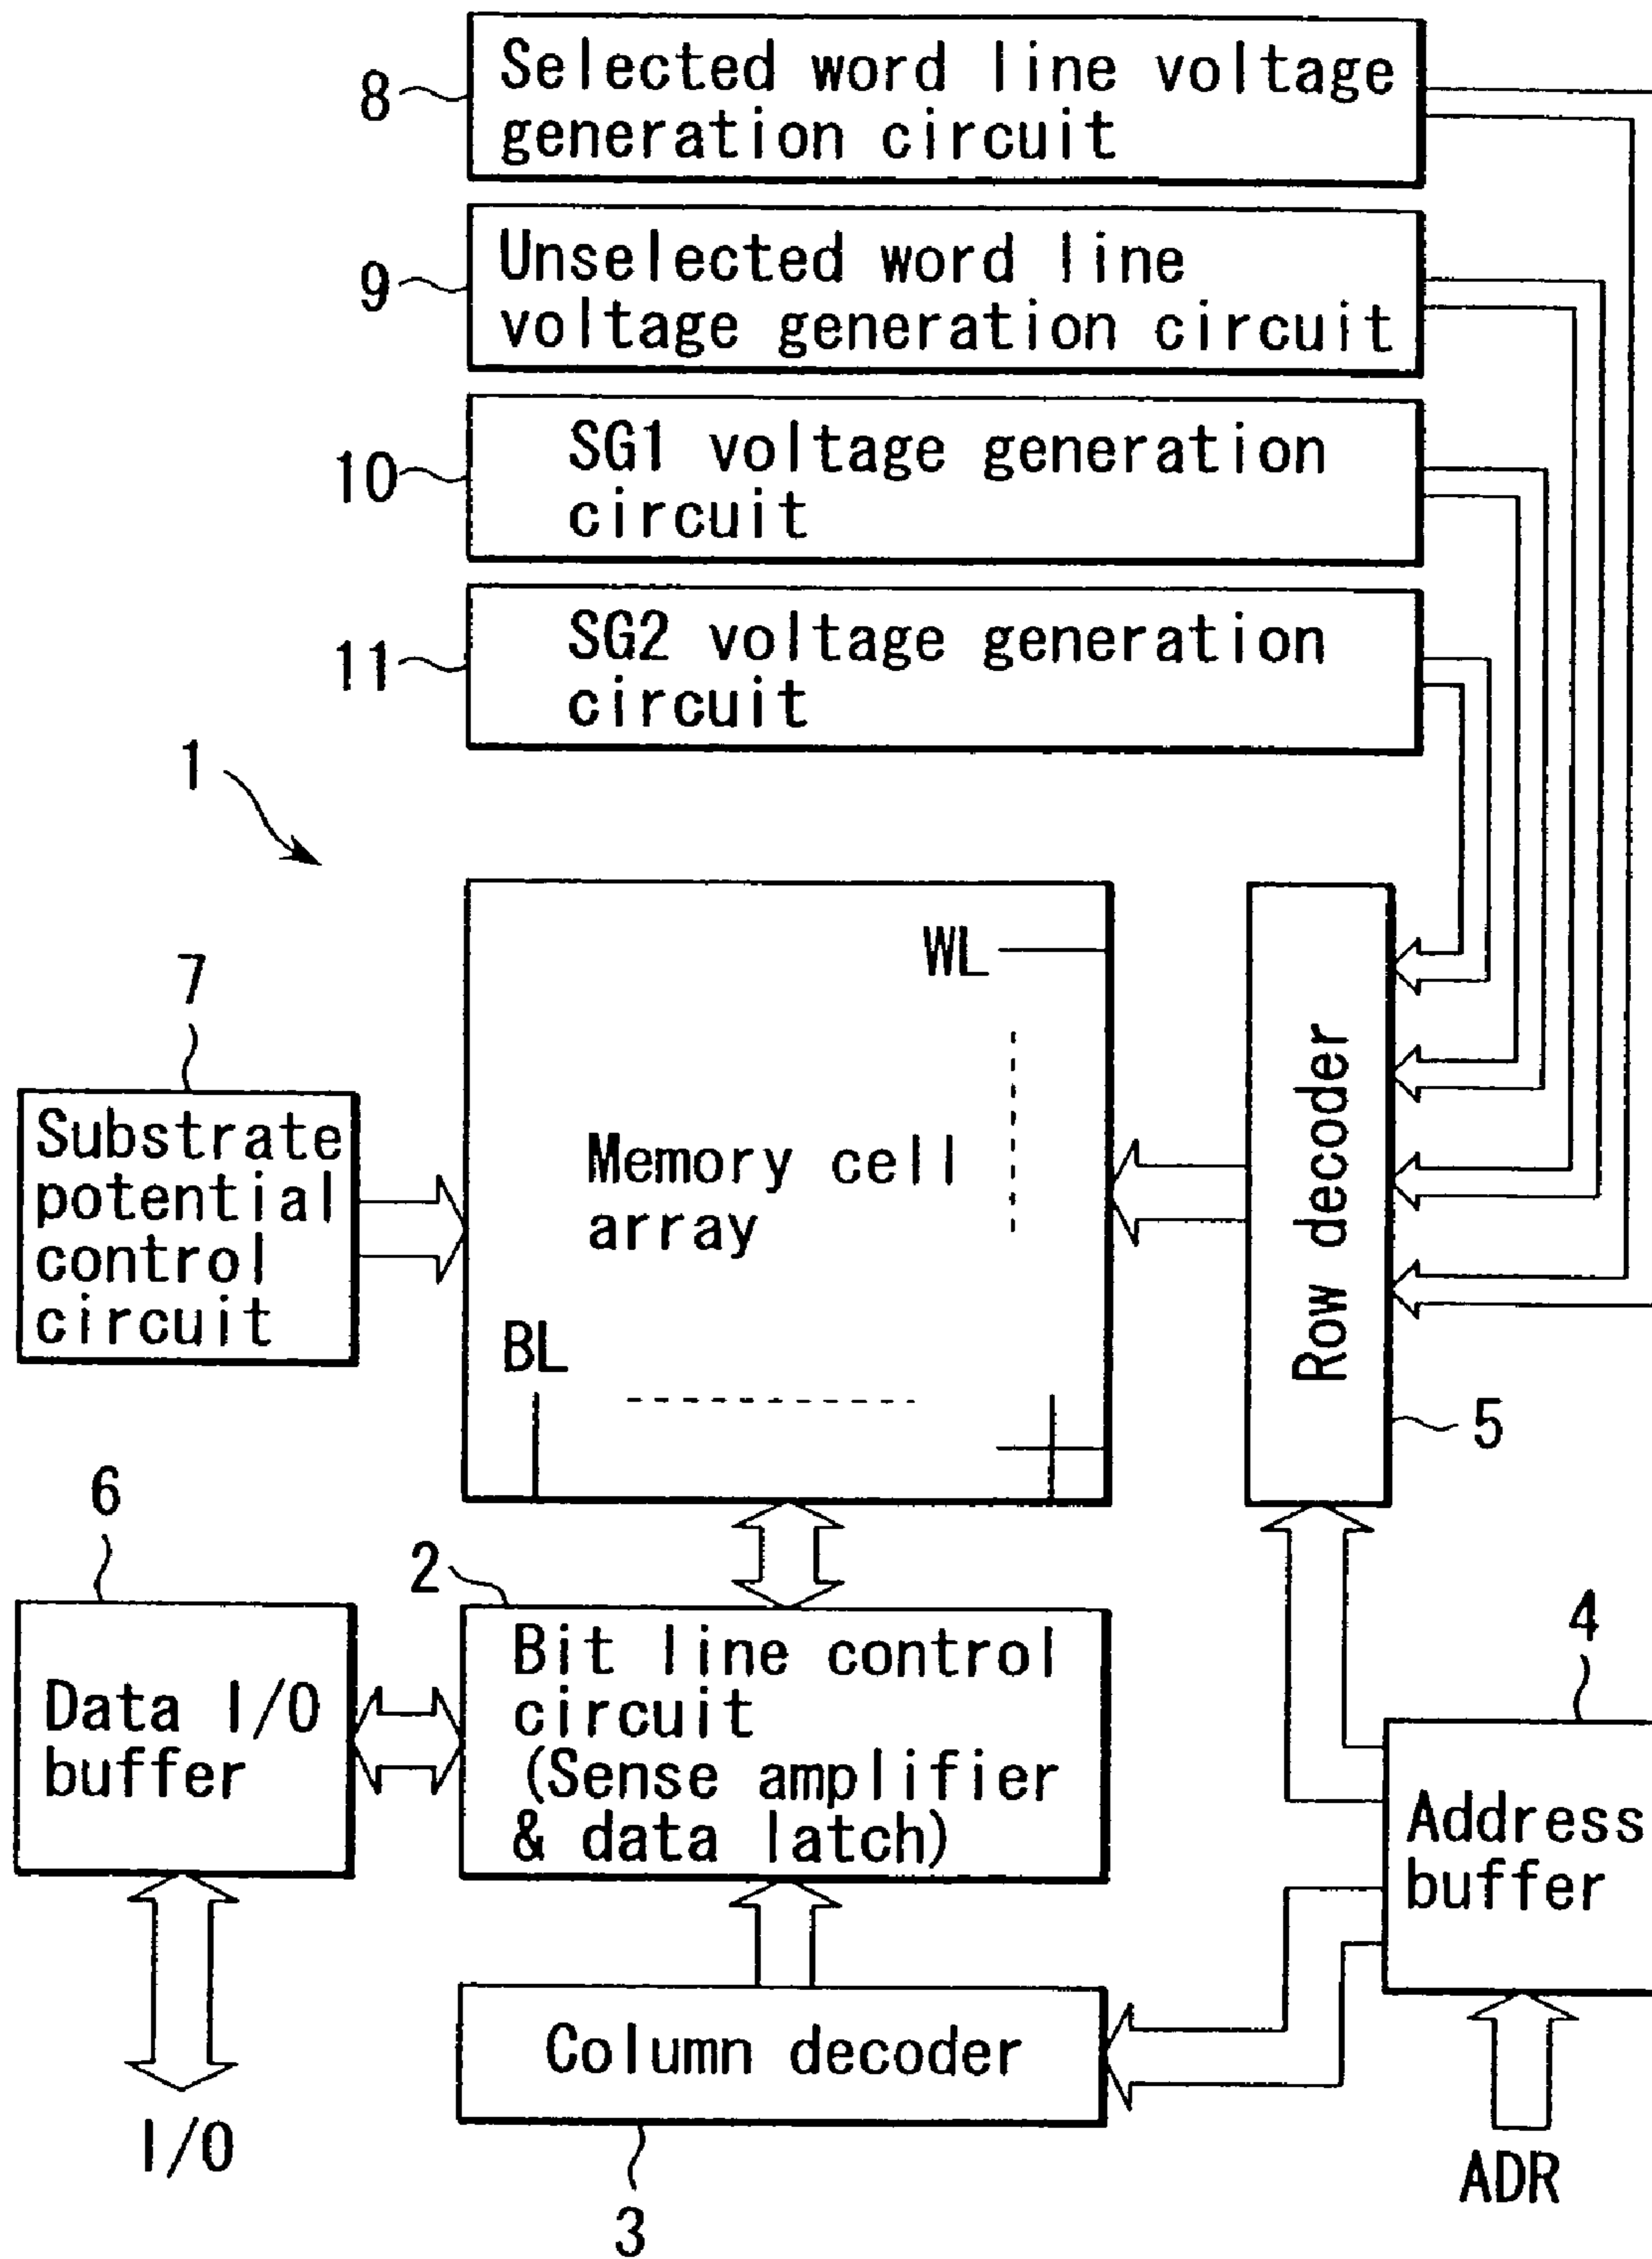 8
Selected word line voltage
generation circuit
9
Unselected word line
voltage generation circuit
10
SG1 voltage generation
circuit
11
SG2 voltage generation
circuit
1
WL
7
Substrate
potential
control
circuit
Memory cell
array
Row decoder
BL
5
6
2
4
Data I/O
buffer
Bit line control
circuit
(Sense amplifier
& data latch)
Address
buffer
Column decoder
I/O
ADR
3